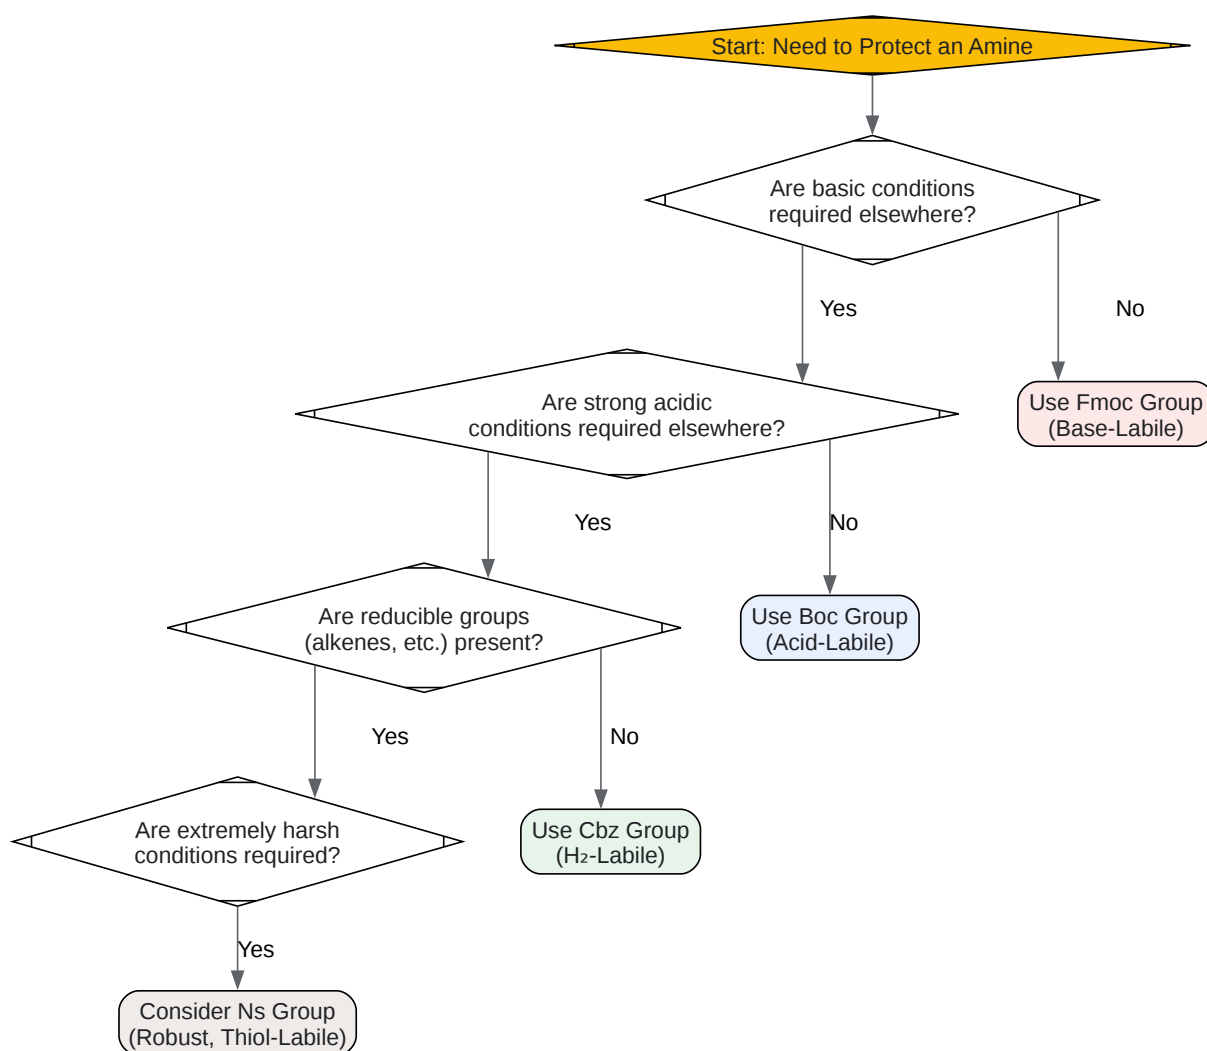 Start: Need to Protect an Amine
Are basic conditions
required elsewhere?
Yes
No
Are strong acidic
conditions required elsewhere?
Use Fmoc Group
(Base-Labile)
Yes
No
Are reducible groups
(alkenes, etc.) present?
Use Boc Group
(Acid-Labile)
Yes
No
Are extremely harsh
conditions required?
Use Cbz Group
(H₂-Labile)
Yes
Consider Ns Group
(Robust, Thiol-Labile)